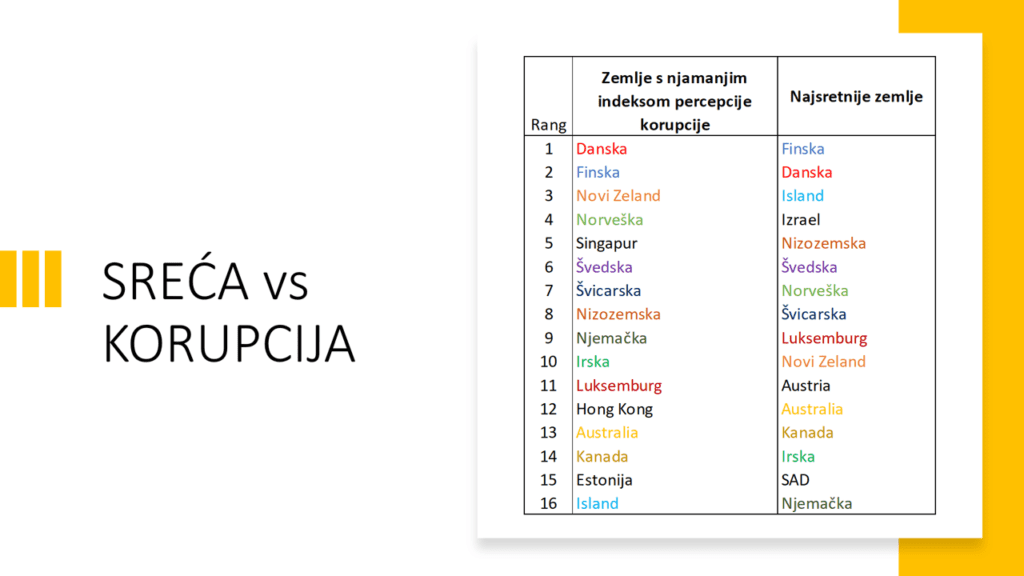 SREĆA vs
KORUPCIJA
Rang Zemlje s njamanjim indeksom percepcije korupcije Najsretnije zemlje
1 Danska Finska
2 Finska Danska
3 Novi Zeland Island
4 Norveška Izrael
5 Singapur Nizozemska
6 Švedska Švedska
7 Švicarska Norveška
8 Nizozemska Švicarska
9 Njemačka Luksemburg
10 Irska Novi Zeland
11 Luksemburg Austria
12 Hong Kong Australia
13 Australia Kanada
14 Kanada Irska
15 Estonija SAD
16 Island Njemačka